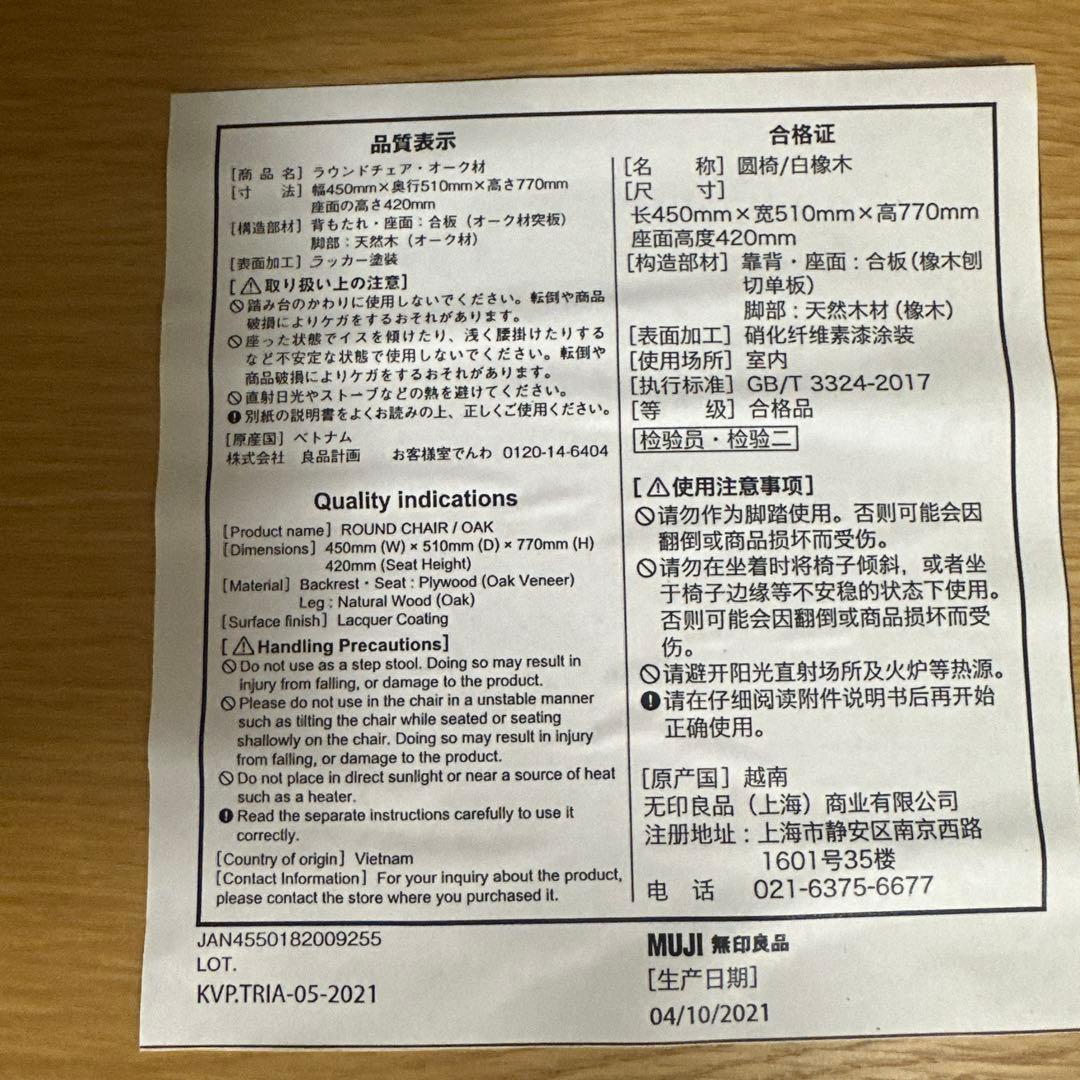 品質表示
[商 品 名] ラウンドチェア・オーク材
[寸　　法] 幅450mm×奥行510mm×高さ770mm
座面の高さ420mm
[構造部材] 背もたれ・座面：合板（オーク材突板）
脚部：天然木（オーク材）
[表面加工] ラッカー塗装
[⚠取り扱い上の注意]
🚫踏み台のかわりに使用しないでください。転倒や商品
破損によりケガをするおそれがあります。
🚫座った状態でイスを傾けたり、浅く腰掛けたりする
など不安定な状態で使用しないでください。転倒や
商品破損によりケガをするおそれがあります。
🚫直射日光やストーブなどの熱を避けてください。
❗別紙の説明書をよくお読みの上、正しくご使用ください。
[原産国] ベトナム
株式会社　良品計画　　お客様室でんわ 0120-14-6404
Quality indications
[Product name] ROUND CHAIR / OAK
[Dimensions] 450mm (W) × 510mm (D) × 770mm (H)
420mm (Seat Height)
[Material] Backrest・Seat : Plywood (Oak Veneer)
Leg : Natural Wood (Oak)
[Surface finish] Lacquer Coating
[⚠Handling Precautions]
🚫Do not use as a step stool. Doing so may result in
injury from falling, or damage to the product.
🚫Please do not use in the chair in a unstable manner
such as tilting the chair while seated or seating
shallowly on the chair. Doing so may result in injury
from falling, or damage to the product.
🚫Do not place in direct sunlight or near a source of heat
such as a heater.
❗Read the separate instructions carefully to use it
correctly.
[Country of origin] Vietnam
[Contact Information] For your inquiry about the product,
please contact the store where you purchased it.
合格证
[名　　称] 圆椅/白橡木
[尺　　寸]
长450mm×宽510mm×高770mm
座面高度420mm
[构造部材] 靠背・座面：合板（橡木刨
切单板）
脚部：天然木材（橡木）
[表面加工] 硝化纤维素漆涂装
[使用场所] 室内
[执行标准] GB/T 3324-2017
[等　　级] 合格品
检验员・检验二
[⚠使用注意事项]
🚫请勿作为脚踏使用。否则可能会因
翻倒或商品损坏而受伤。
🚫请勿在坐着时将椅子倾斜，或者坐
于椅子边缘等不安稳的状态下使用。
否则可能会因翻倒或商品损坏而受
伤。
🚫请避开阳光直射场所及火炉等热源。
❗请在仔细阅读附件说明书后再开始
正确使用。
[原产国] 越南
无印良品（上海）商业有限公司
注册地址：上海市静安区南京西路
1601号35楼
电　话　021-6375-6677
JAN4550182009255
LOT.
KVP.TRIA-05-2021
MUJI 無印良品
[生产日期]
04/10/2021